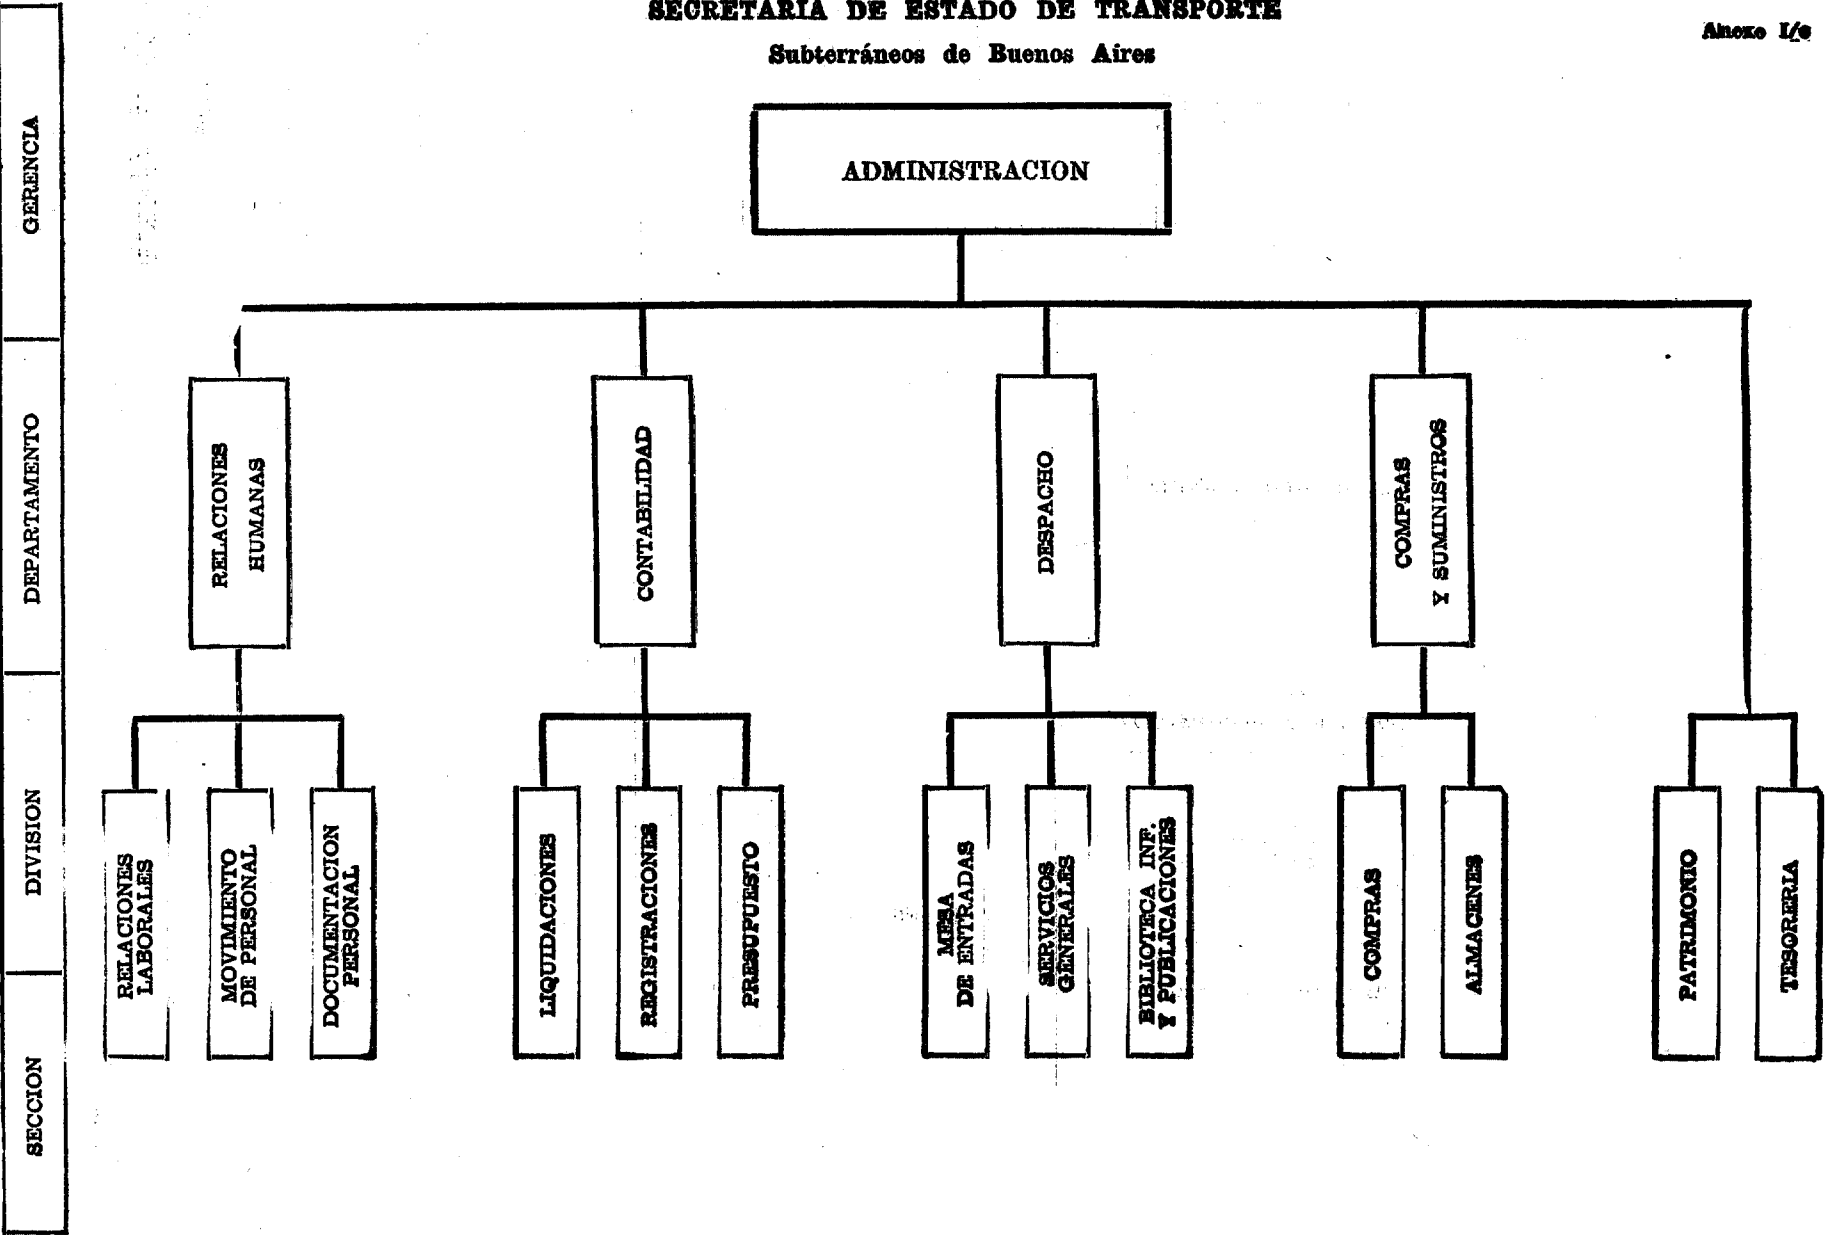 SECRETARIA DE ESTADO DE TRANSPORTE
Subterráneos de Buenos Aires
Anexo
GERENCIA
ADMINISTRACION
DEPARTAMENTO
RELACIONES
HUMANAS
CONTABILIDAD
DESPACHO
COMPRAS
Y SUMINISTROS
DIVISION
RELACIONES
LABORALES
MOVIMIENTO
DE PERSONAL
DOCUMENTACION
PERSONAL
LIQUIDACIONES
REGISTRACIONES
PRESUPUESTO
MESA
DE ENTRADAS
SERVICIOS
GENERALES
BIBLIOTECA INF.
Y PUBLICACIONES
COMPRAS
ALMACENES
PATRIMONIO
TESORERIA
SECCION